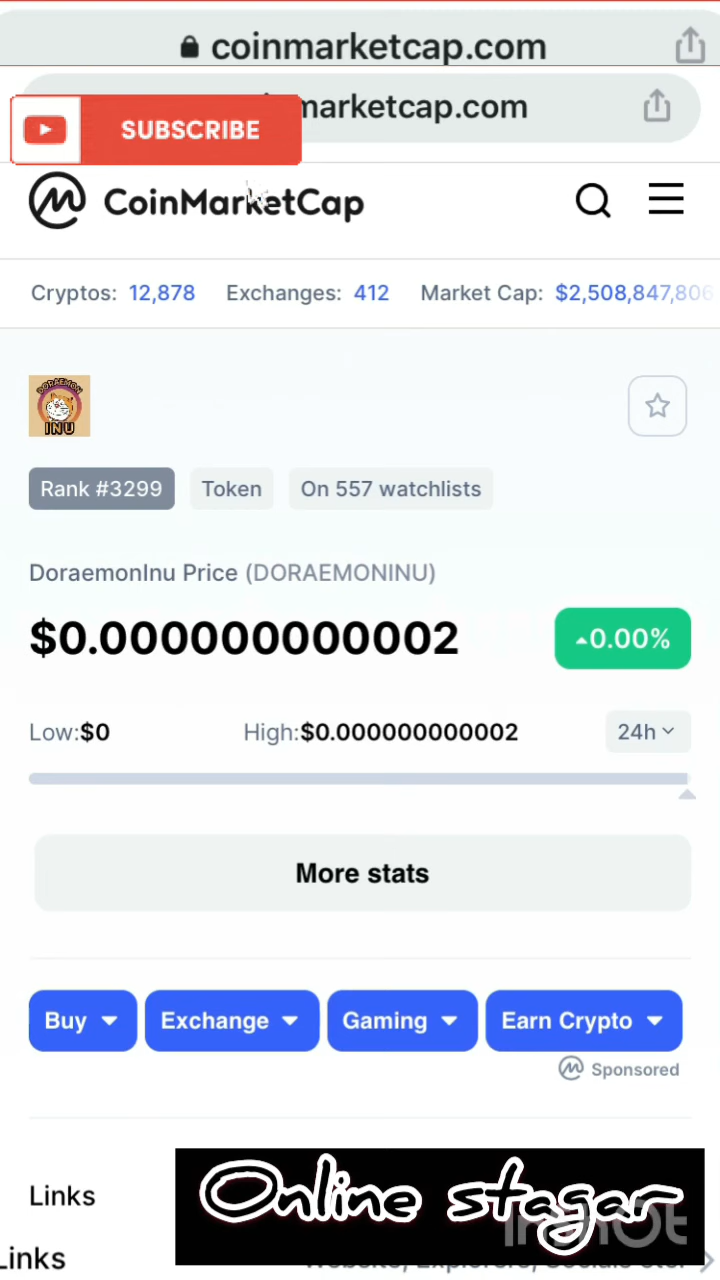 coinmarketcap.com
marketcap.com
SUBSCRIBE
CoinMarketCap
Cryptos: 12,878 Exchanges: 412 Market Cap: $2,508,847,806
DORAEMON
INU
Rank #3299 Token On 557 watchlists
DoraemonInu Price (DORAEMONINU)
$0.000000000002 0.00%
Low:$0 High:$0.000000000002 24h
More stats
Buy Exchange Gaming Earn Crypto
Sponsored
Links
Online stagar
Links